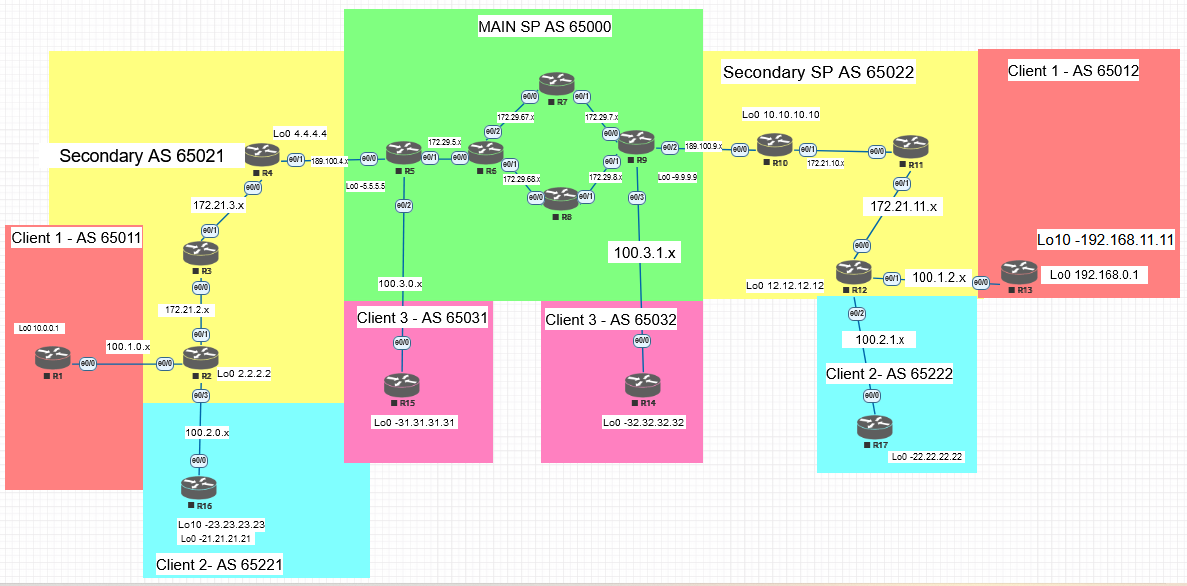 MAIN SP AS 65000
Secondary SP AS 65022
Client 1 - AS 65012
Secondary AS 65021
Client 1 - AS 65011
Lo0 4.4.4.4
R4
e0/1
e0/0
189.100.4.x
e0/0
R5
e0/1
e0/2
Lo0 -5.5.5.5
172.29.5.x
e0/0
R6
e0/2
e0/1
172.29.67.x
e0/0
R7
e0/1
172.29.7.x
e0/0
172.29.68.x
e0/0
R8
e0/1
172.29.8.x
e0/1
R9
e0/2
e0/3
Lo0 -9.9.9.9
189.100.9.x
Lo0 10.10.10.10
e0/0
R10
e0/1
172.21.10.x
e0/0
R11
e0/1
172.21.11.x
e0/0
R12
e0/1
e0/2
Lo0 12.12.12.12
100.1.2.x
e0/0
R13
Lo10 -192.168.11.11
Lo0 192.168.0.1
172.21.3.x
e0/1
R3
e0/0
172.21.2.x
e0/1
Lo0 10.0.0.1
R1
e0/0
100.1.0.x
e0/0
R2
e0/3
Lo0 2.2.2.2
100.2.0.x
e0/0
R16
Lo10 -23.23.23.23
Lo0 -21.21.21.21
Client 2- AS 65221
100.3.0.x
Client 3 - AS 65031
e0/0
R15
Lo0 -31.31.31.31
100.3.1.x
Client 3 - AS 65032
e0/0
R14
Lo0 -32.32.32.32
100.2.1.x
Client 2- AS 65222
e0/0
R17
Lo0 -22.22.22.22